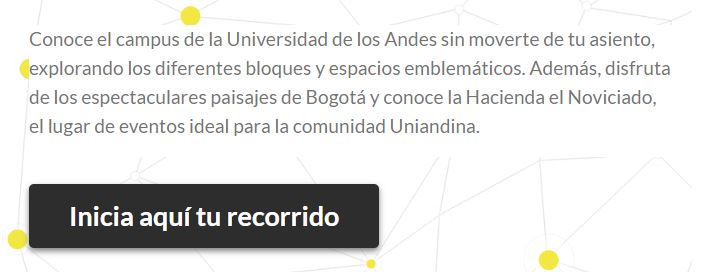 Conoce el campus de la Universidad de los Andes sin moverte de tu asiento,
explorando los diferentes bloques y espacios emblemáticos. Además, disfruta
de los espectaculares paisajes de Bogotá y conoce la Hacienda el Noviciado,
el lugar de eventos ideal para la comunidad Uniandina.
Inicia aquí tu recorrido